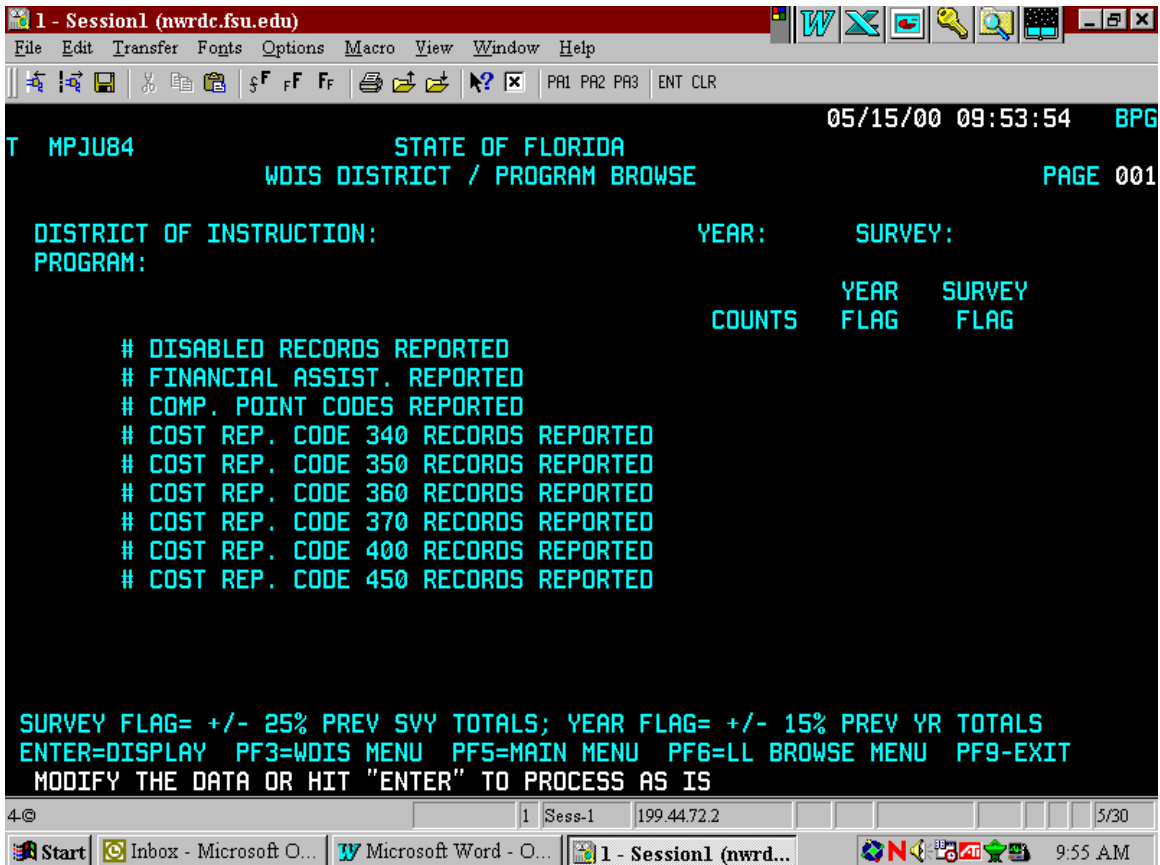 1 - Session1 (nwrdc.fsu.edu)
File Edit Transfer Fonts Options Macro View Window Help
PA1 PA2 PA3 ENT CLR
05/15/00 09:53:54 BPG
T MPJU84 STATE OF FLORIDA
WDIS DISTRICT / PROGRAM BROWSE PAGE 001
DISTRICT OF INSTRUCTION: YEAR: SURVEY:
PROGRAM:
YEAR SURVEY
COUNTS FLAG FLAG
# DISABLED RECORDS REPORTED
# FINANCIAL ASSIST. REPORTED
# COMP. POINT CODES REPORTED
# COST REP. CODE 340 RECORDS REPORTED
# COST REP. CODE 350 RECORDS REPORTED
# COST REP. CODE 360 RECORDS REPORTED
# COST REP. CODE 370 RECORDS REPORTED
# COST REP. CODE 400 RECORDS REPORTED
# COST REP. CODE 450 RECORDS REPORTED
SURVEY FLAG= +/- 25% PREV SVY TOTALS; YEAR FLAG= +/- 15% PREV YR TOTALS
ENTER=DISPLAY PF3=WDIS MENU PF5=MAIN MENU PF6=LL BROWSE MENU PF9-EXIT
MODIFY THE DATA OR HIT "ENTER" TO PROCESS AS IS
4-© 1 Sess-1 199.44.72.2 5/30
Start Inbox - Microsoft O... Microsoft Word - O... 1 - Session1 (nwrd... 9:55 AM